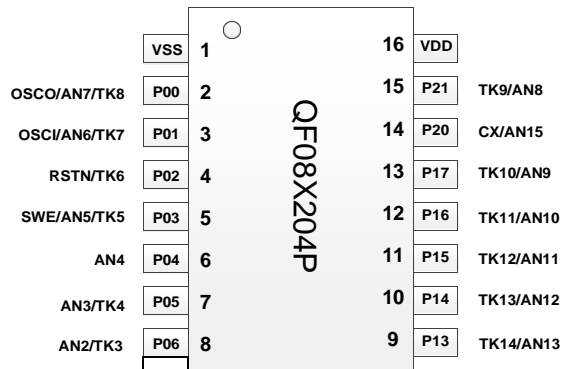 VSS 1 16 VDD
OSCO/AN7/TK8 P00 2 15 P21 TK9/AN8
OSCI/AN6/TK7 P01 3 14 P20 CX/AN15
RSTN/TK6 P02 4 13 P17 TK10/AN9
SWE/AN5/TK5 P03 5 12 P16 TK11/AN10
AN4 P04 6 11 P15 TK12/AN11
AN3/TK4 P05 7 10 P14 TK13/AN12
AN2/TK3 P06 8 9 P13 TK14/AN13
QF08X204P